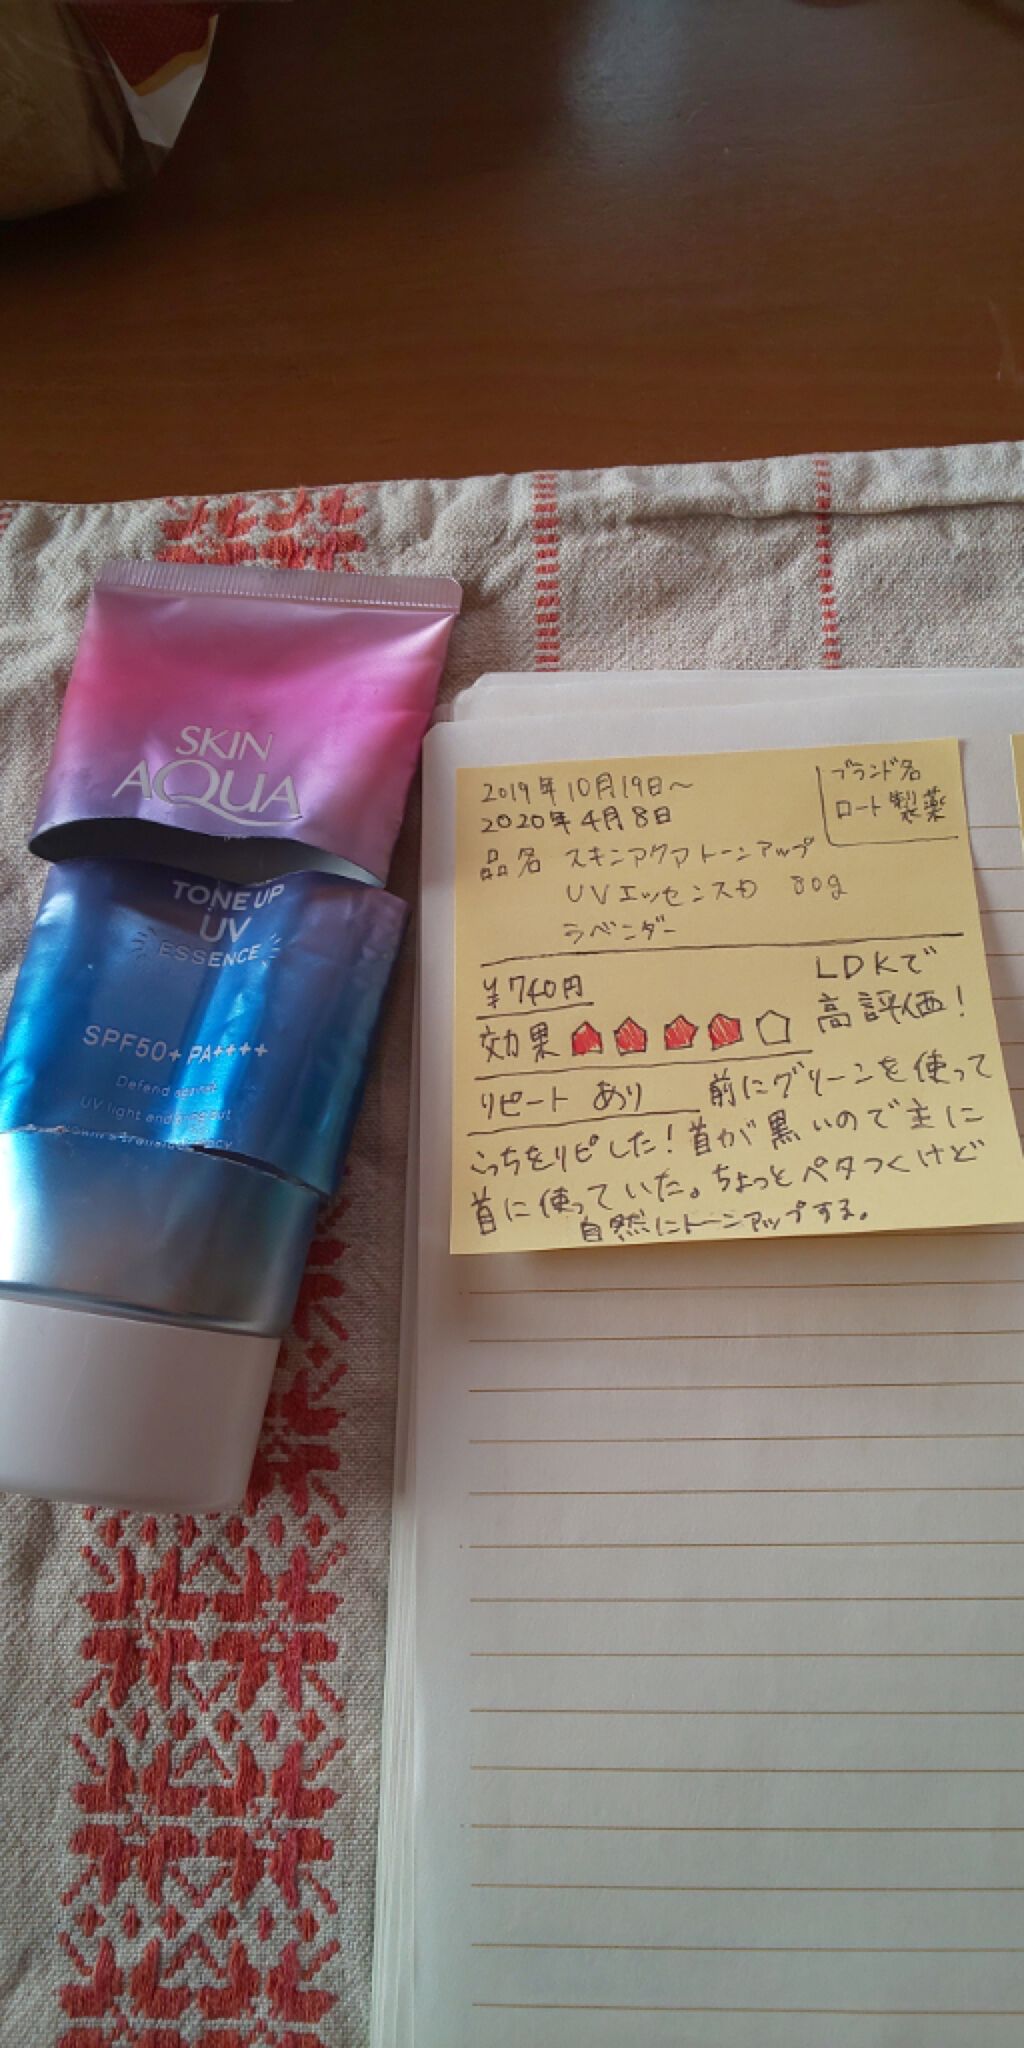 SKIN
AQUA
TONE UP
UV
ESSENCE
SPF50+ PA++++
Defend against
UV light and
2019年10月19日～
2020年4月8日
ブランド名
ロート製薬
品名 スキンアクアトーンアップ
UVエッセンス 80g
ラベンダー
¥740円
LDKで
高評価!
効果
リピート あり 前にグリーンを使って
こっちをリピした!首が黒いので主に
首に使っていた。ちょっとペタつくけど
自然にトーンアップする。